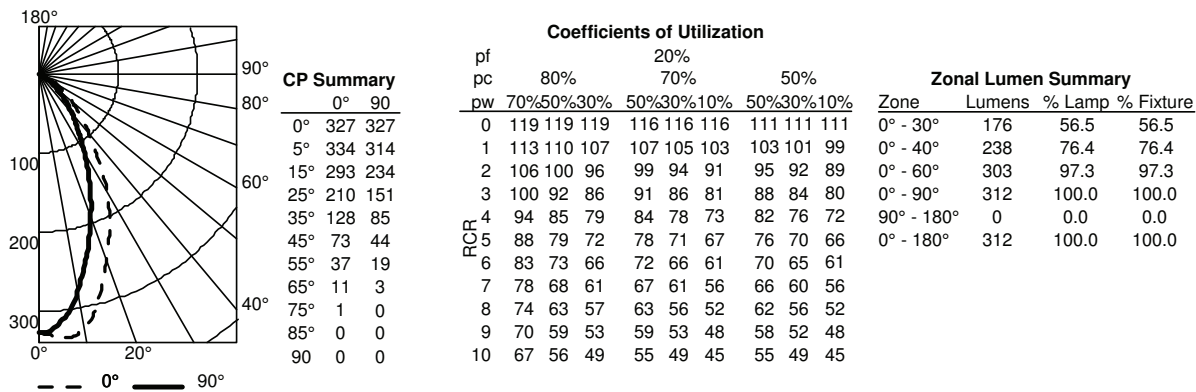 180°
90°
80°
100
60°
200
40°
300
0° 20°
0° 90°
CP Summary
0° 90
0° 327 327
5° 334 314
15° 293 234
25° 210 151
35° 128 85
45° 73 44
55° 37 19
65° 11 3
75° 1 0
85° 0 0
90 0 0
Coefficients of Utilization
pf 20%
pc 80% 70% 50%
pw 70%50%30% 50%30%10% 50%30%10%
RCR
0 119 119 119 116 116 116 111 111 111
1 113 110 107 107 105 103 103 101 99
2 106 100 96 99 94 91 95 92 89
3 100 92 86 91 86 81 88 84 80
4 94 85 79 84 78 73 82 76 72
5 88 79 72 78 71 67 76 70 66
6 83 73 66 72 66 61 70 65 61
7 78 68 61 67 61 56 66 60 56
8 74 63 57 63 56 52 62 56 52
9 70 59 53 59 53 48 58 52 48
10 67 56 49 55 49 45 55 49 45
Zonal Lumen Summary
Zone Lumens % Lamp % Fixture
0° - 30° 176 56.5 56.5
0° - 40° 238 76.4 76.4
0° - 60° 303 97.3 97.3
0° - 90° 312 100.0 100.0
90° - 180° 0 0.0 0.0
0° - 180° 312 100.0 100.0